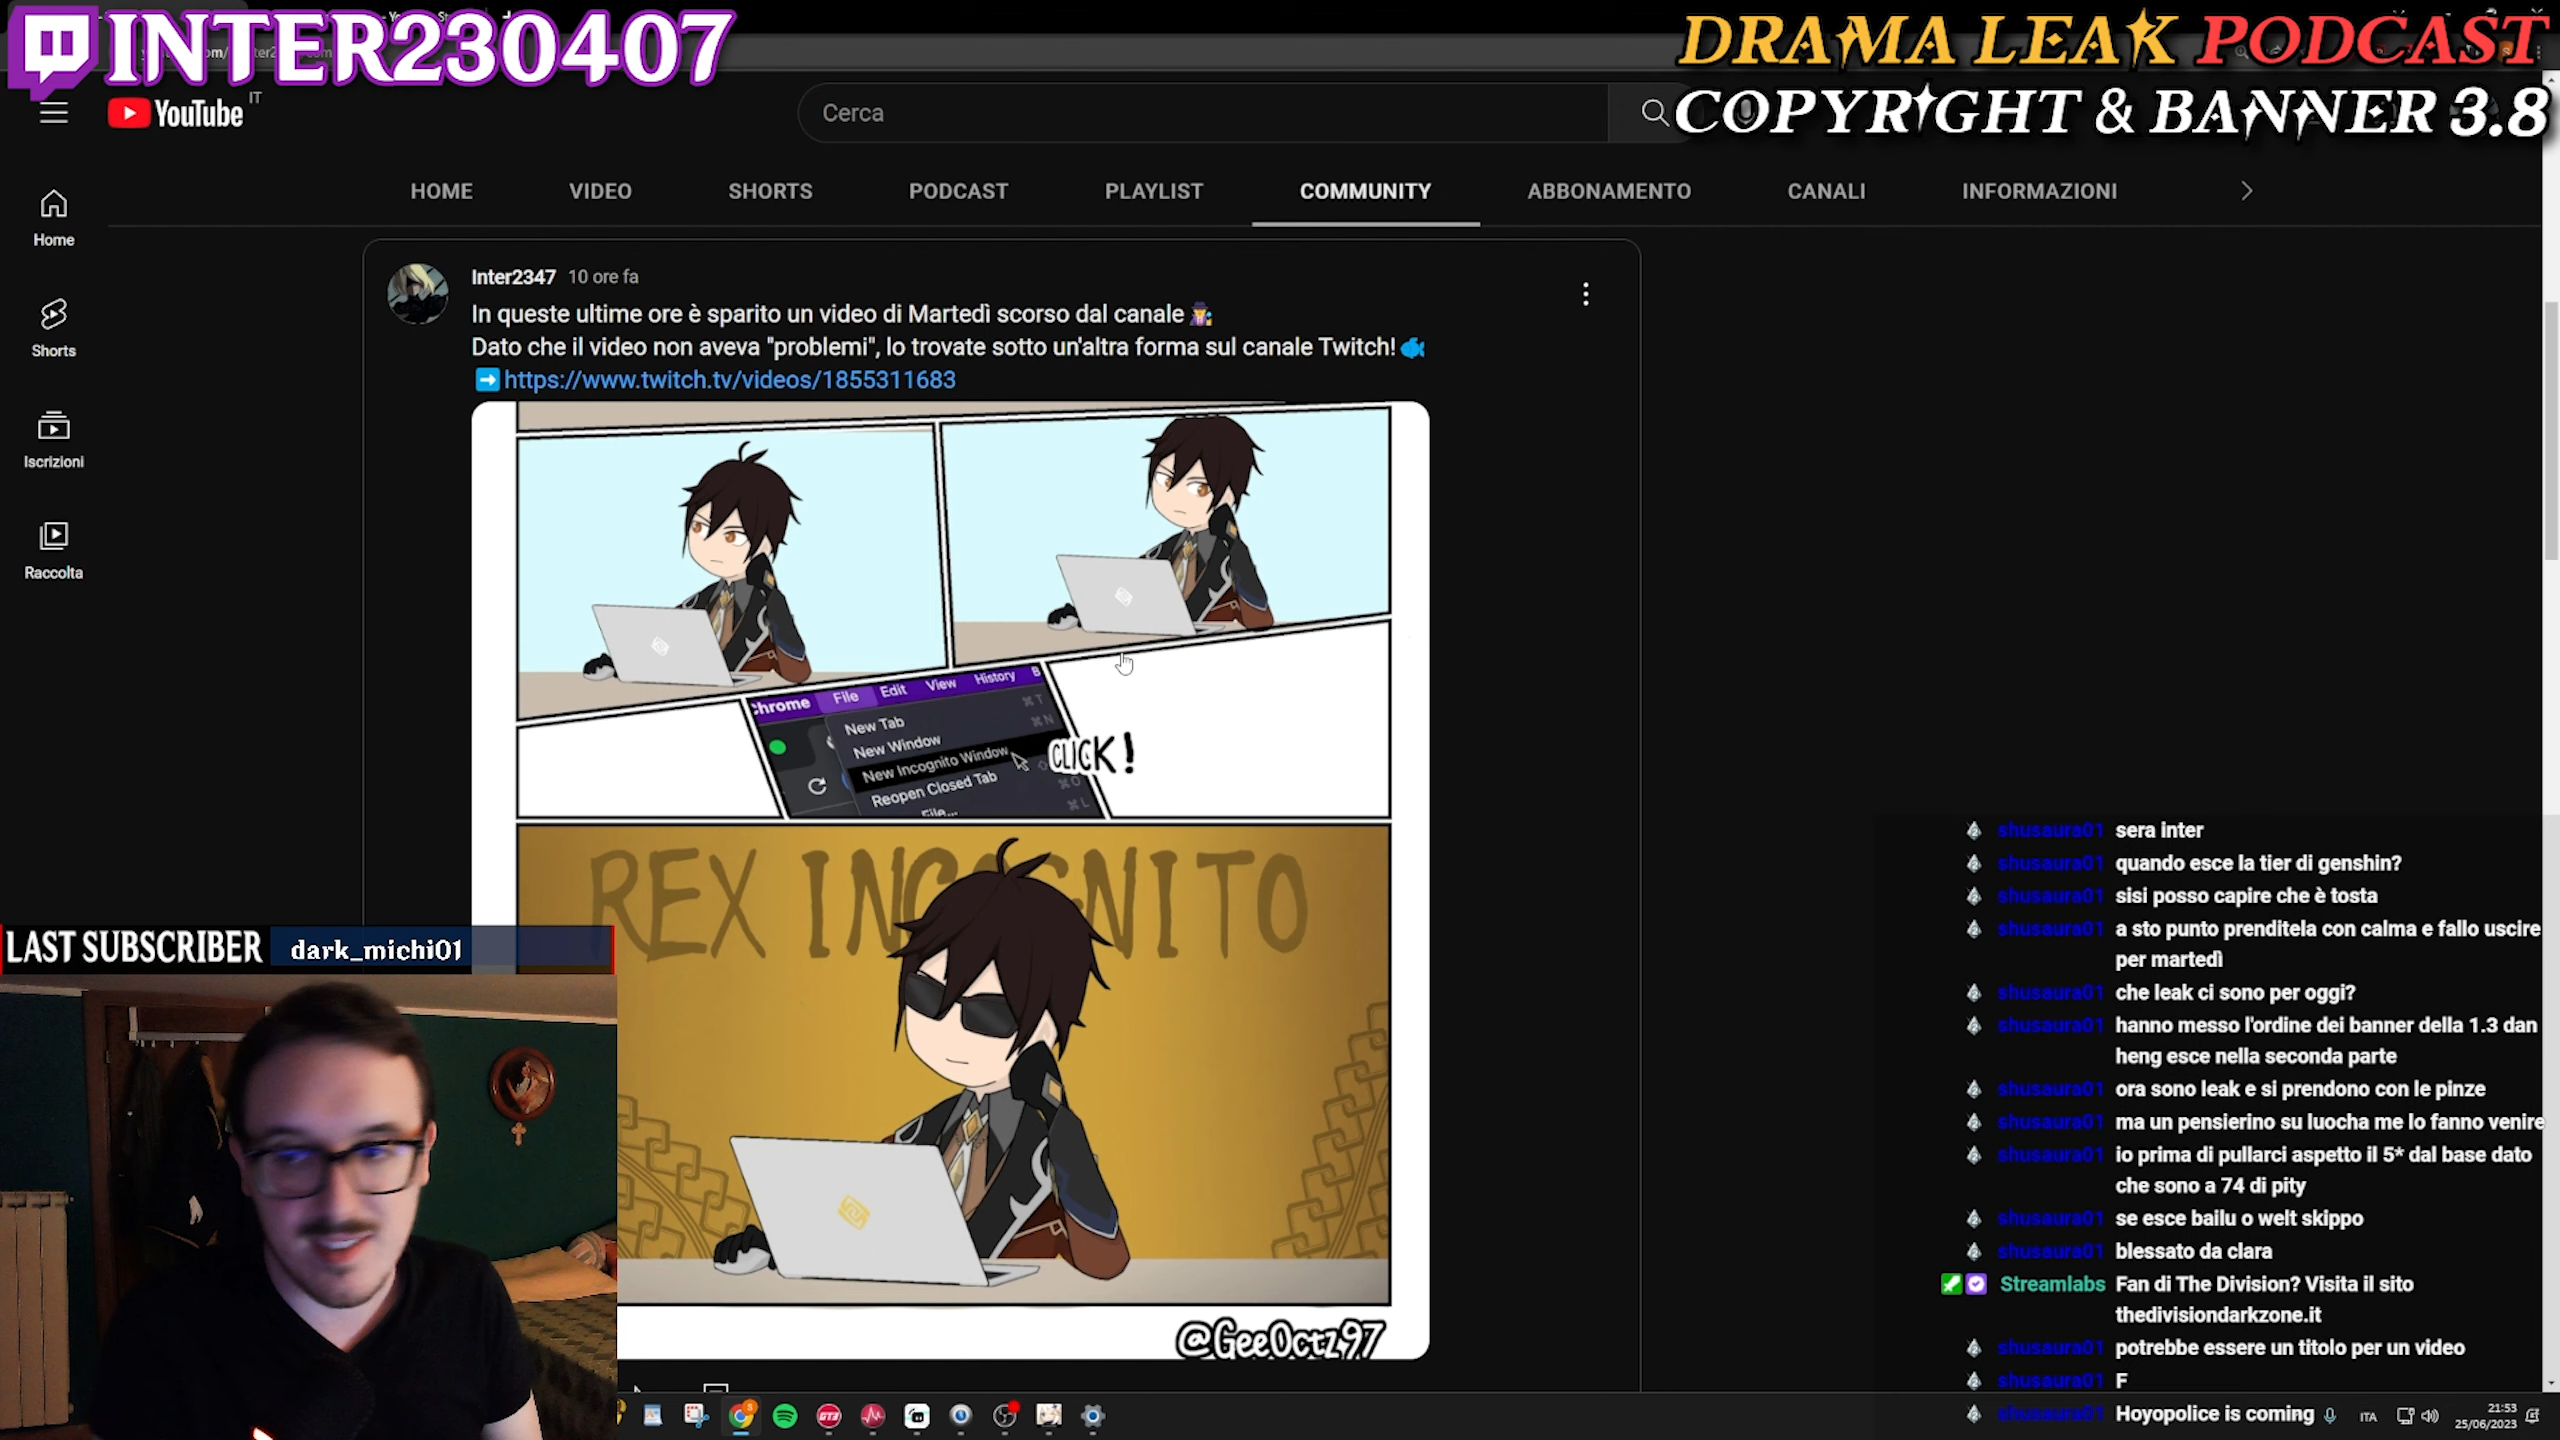 INTER230407
DRAMA LEAK PODCAST
COPYRIGHT & BANNER 3.8
YouTube IT
Cerca
HOME VIDEO SHORTS PODCAST PLAYLIST COMMUNITY ABBONAMENTO CANALI INFORMAZIONI
Home
Shorts
Iscrizioni
Raccolta
Inter2347 10 ore fa
In queste ultime ore è sparito un video di Martedì scorso dal canale
Dato che il video non aveva "problemi", lo trovate sotto un'altra forma sul canale Twitch!
https://www.twitch.tv/videos/1855311683
chrome File Edit View History
New Tab ⌘T
New Window ⌘N
New Incognito Window
Reopen Closed Tab
File...
⌘O
⌘L
CLICK!
REX INCOGNITO
@GeeOctz97
LAST SUBSCRIBER dark_michi01
shusaura01 sera inter
shusaura01 quando esce la tier di genshin?
shusaura01 sisi posso capire che è tosta
shusaura01 a sto punto prenditela con calma e fallo uscire
per martedì
shusaura01 che leak ci sono per oggi?
shusaura01 hanno messo l'ordine dei banner della 1.3 dan
heng esce nella seconda parte
shusaura01 ora sono leak e si prendono con le pinze
shusaura01 ma un pensierino su luocha me lo fanno venire
shusaura01 io prima di pullarci aspetto il 5* dal base dato
che sono a 74 di pity
shusaura01 se esce bailu o welt skippo
shusaura01 blessato da clara
Streamlabs Fan di The Division? Visita il sito
thedivisiondarkzone.it
shusaura01 potrebbe essere un titolo per un video
shusaura01 F
shusaura01 Hoyopolice is coming
ITA
21:53
25/06/2023